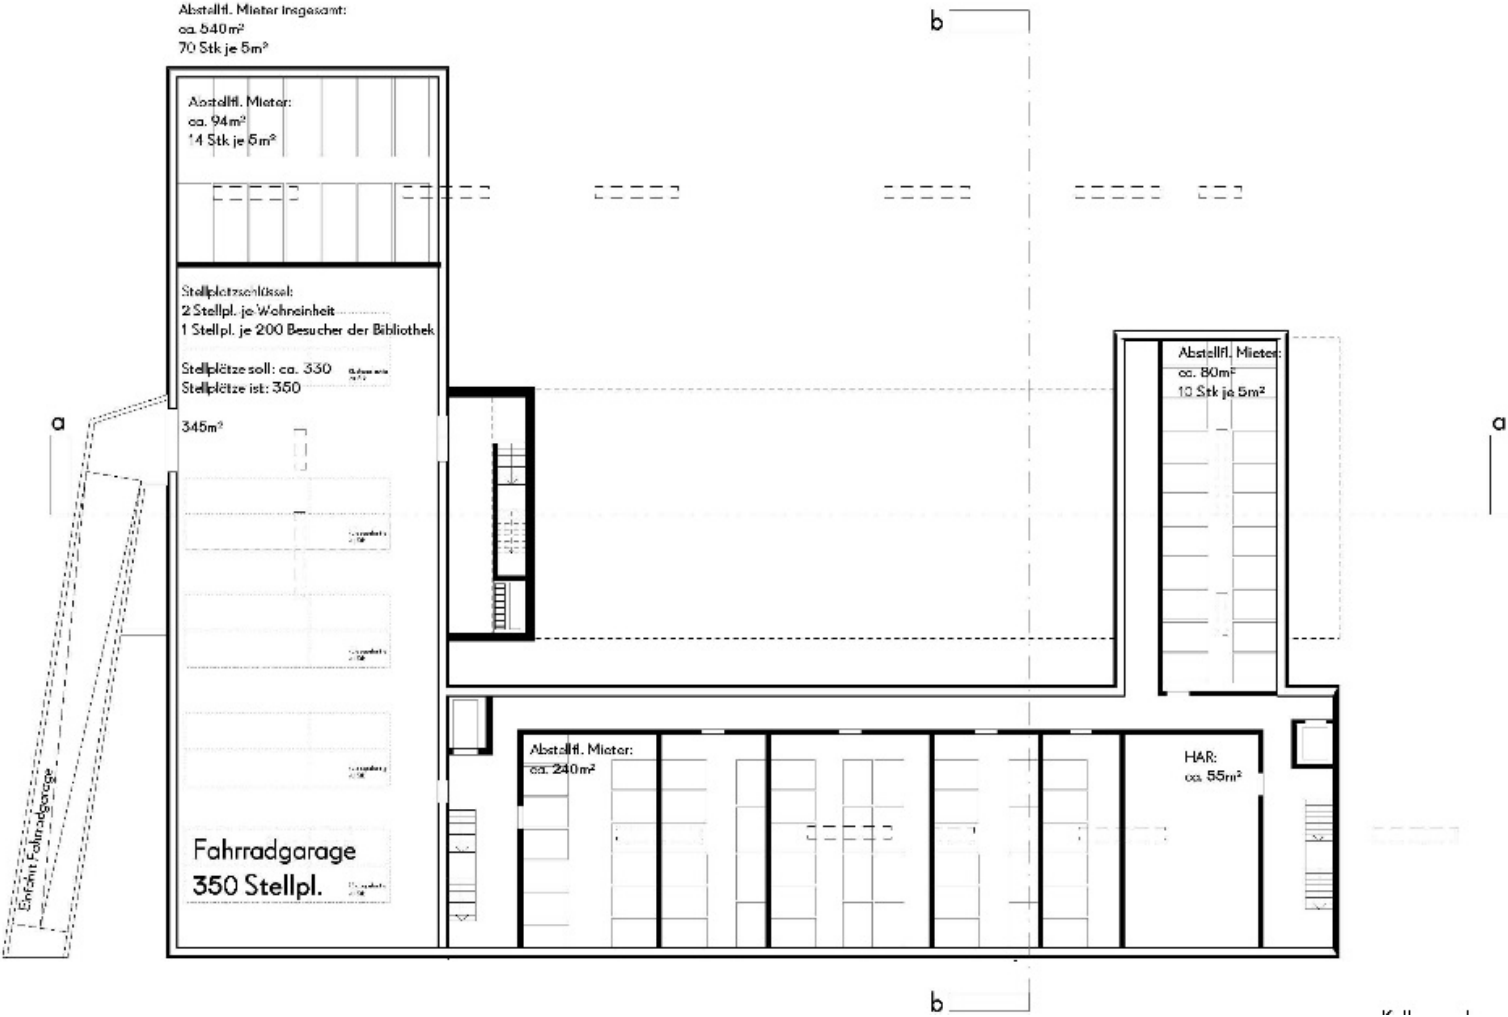 Abstellfl. Mieter insgesamt:
ca. 540m²
70 Stk je 5m²
b
Abstellfl. Mieter:
ca. 94m²
14 Stk je 5m²
Stellplatzschlüssel:
2 Stellpl. je Wohneinheit
1 Stellpl. je 200 Besucher der Bibliothek
Stellplätze soll: ca. 330
Stellplätze ist: 350
345m²
Abstellfl. Mieter:
ca. 80m²
10 Stk je 5m²
a
a
Abstellfl. Mieter:
ca. 240m²
HAR:
ca. 55m²
Einfahrt Fahrradgarage
Fahrradgarage
350 Stellpl.
b